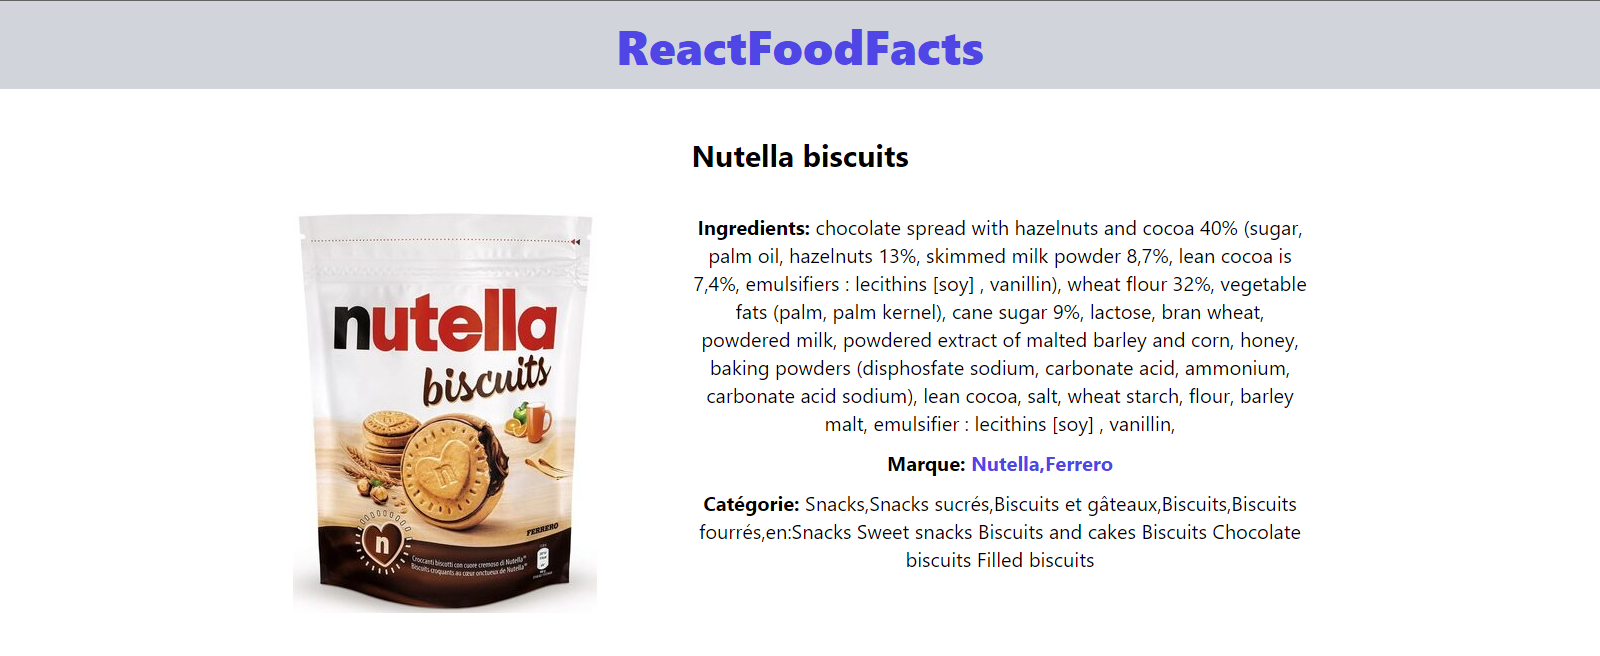 ReactFoodFacts
Nutella biscuits
nutella
biscuits
FERRERO
n
Croccanti biscotti con cuore cremoso di Nutella™
Biscuits croquants au cœur onctueux de Nutella™
Ingredients: chocolate spread with hazelnuts and cocoa 40% (sugar,
palm oil, hazelnuts 13%, skimmed milk powder 8,7%, lean cocoa is
7,4%, emulsifiers : lecithins [soy] , vanillin), wheat flour 32%, vegetable
fats (palm, palm kernel), cane sugar 9%, lactose, bran wheat,
powdered milk, powdered extract of malted barley and corn, honey,
baking powders (disphosfate sodium, carbonate acid, ammonium,
carbonate acid sodium), lean cocoa, salt, wheat starch, flour, barley
malt, emulsifier : lecithins [soy] , vanillin,
Marque: Nutella,Ferrero
Catégorie: Snacks,Snacks sucrés,Biscuits et gâteaux,Biscuits,Biscuits
fourrés,en:Snacks Sweet snacks Biscuits and cakes Biscuits Chocolate
biscuits Filled biscuits